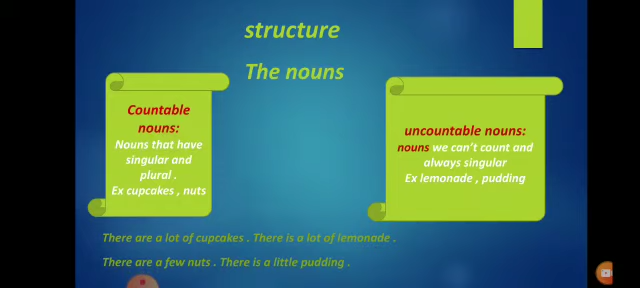 structure
The nouns
Countable
nouns:
Nouns that have
singular and
plural .
Ex cupcakes , nuts
uncountable nouns:
nouns we can't count and
always singular
Ex lemonade , pudding
There are a lot of cupcakes . There is a lot of lemonade .
There are a few nuts . There is a little pudding .